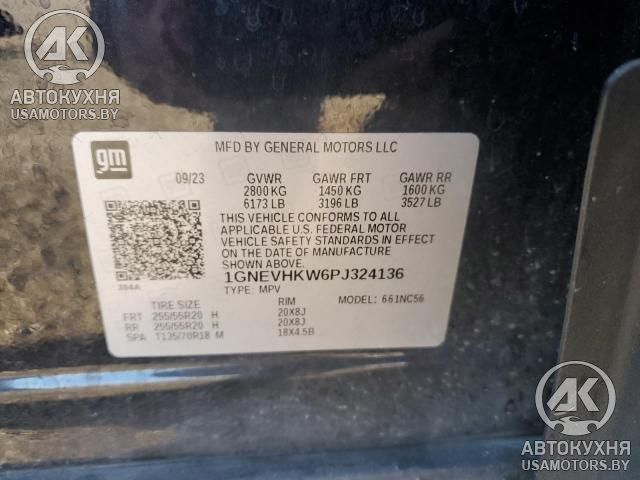 АК
АВТОКУХНЯ
USAMOTORS.BY
gm
MFD BY GENERAL MOTORS LLC
09/23 GVWR GAWR FRT GAWR RR
2800 KG 1450 KG 1600 KG
6173 LB 3196 LB 3527 LB
THIS VEHICLE CONFORMS TO ALL
APPLICABLE U.S. FEDERAL MOTOR
VEHICLE SAFETY STANDARDS IN EFFECT
ON THE DATE OF MANUFACTURE
SHOWN ABOVE.
384A 1GNEVHKW6PJ324136
TYPE: MPV MODEL: 661NC56
TIRE SIZE RIM
FRT 255/55R20 H 20X8J
RR 255/55R20 H 20X8J
SPA T135/70R18 M 18X4.5B
АК
АВТОКУХНЯ
USAMOTORS.BY